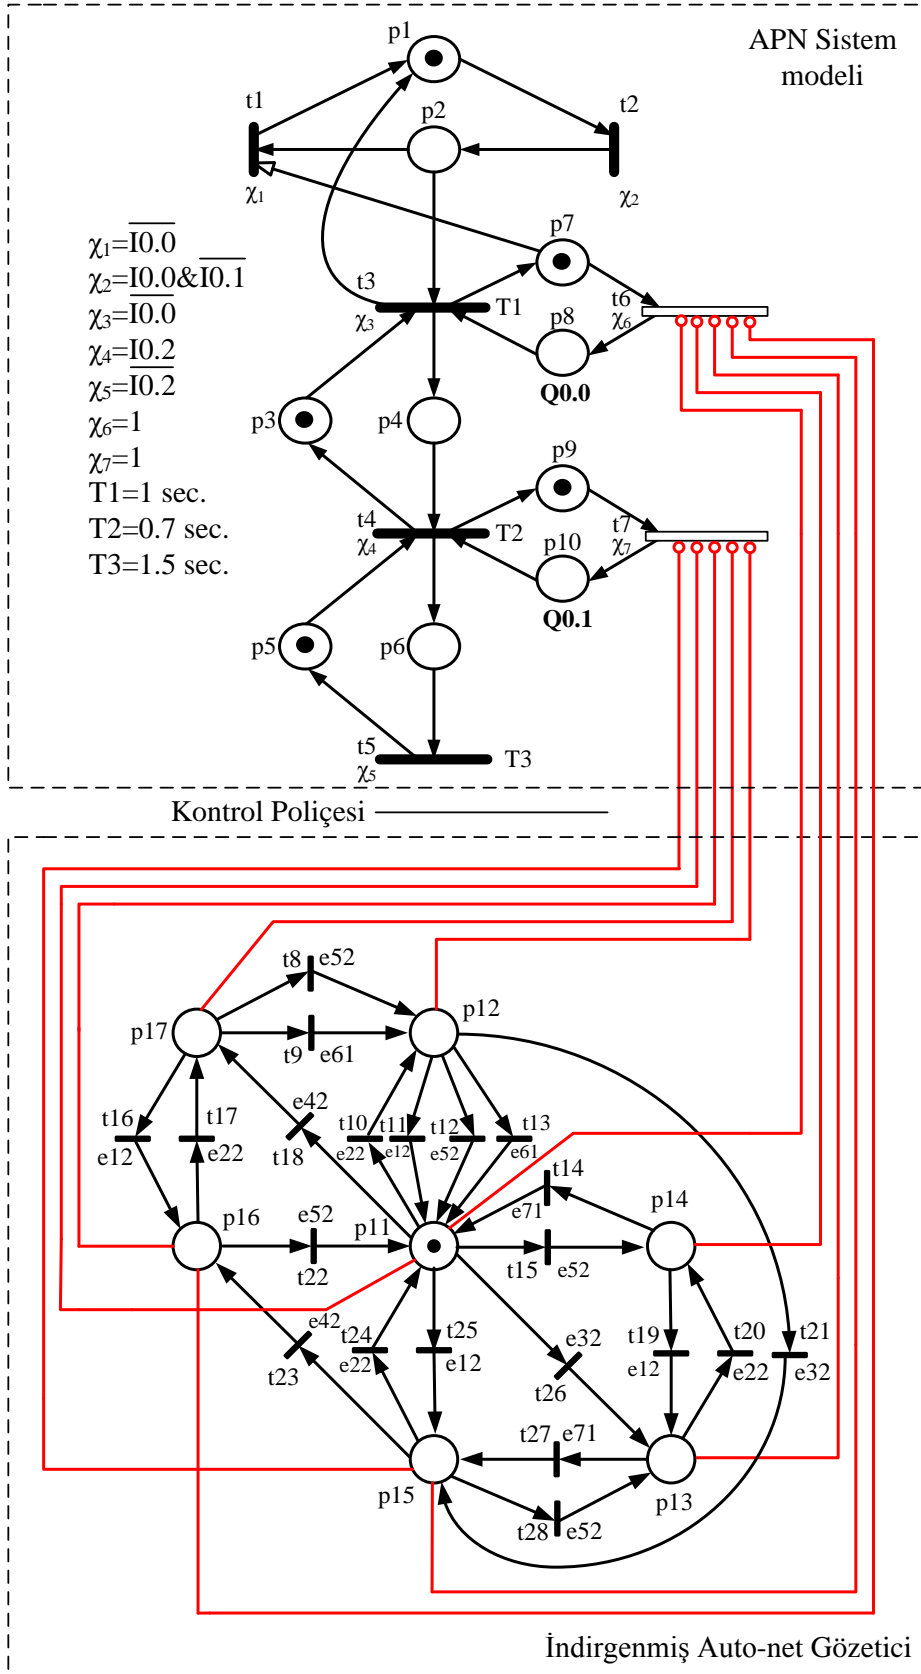 APN Sistem
modeli
p1
t1
t2
p2
χ1
χ2
p7
χ1=I̅0̅.̅0̅
χ2=I0.0&I̅0̅.̅1̅
χ3=I̅0̅.̅0̅
χ4=I0.2
χ5=I̅0̅.̅2̅
χ6=1
χ7=1
T1=1 sec.
T2=0.7 sec.
T3=1.5 sec.
t3
T1
χ3
p8
t6
χ6
Q0.0
p3
p4
p9
t4
χ4
T2
p10
t7
χ7
Q0.1
p5
p6
t5
χ5
T3
Kontrol Poliçesi
t8
e52
p17
p12
t9
e61
t16
e12
t17
e22
e42
t18
t10
e22
t11
e12
t12
e52
t13
e61
t14
e71
p14
p16
e52
t22
p11
t15
e52
e42
t23
t24
e22
t25
e12
e32
t26
t19
e12
t20
e22
t21
e32
t27
e71
p15
p13
t28
e52
İndirgenmiş Auto-net Gözetici